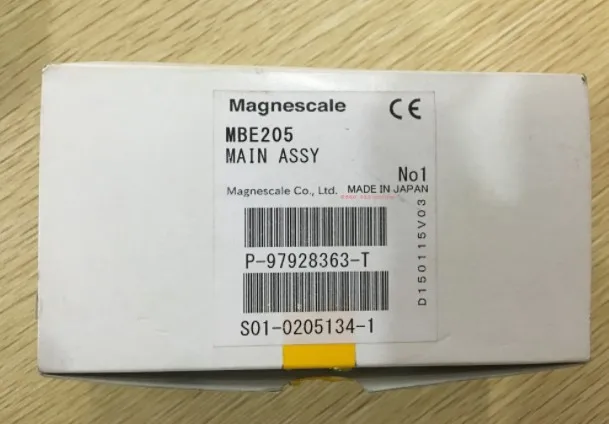 Magnescale CE
MBE205
MAIN ASSY
No1
Magnescale Co., Ltd. MADE IN JAPAN
P-97928363-T
S01-0205134-1
D150115V03